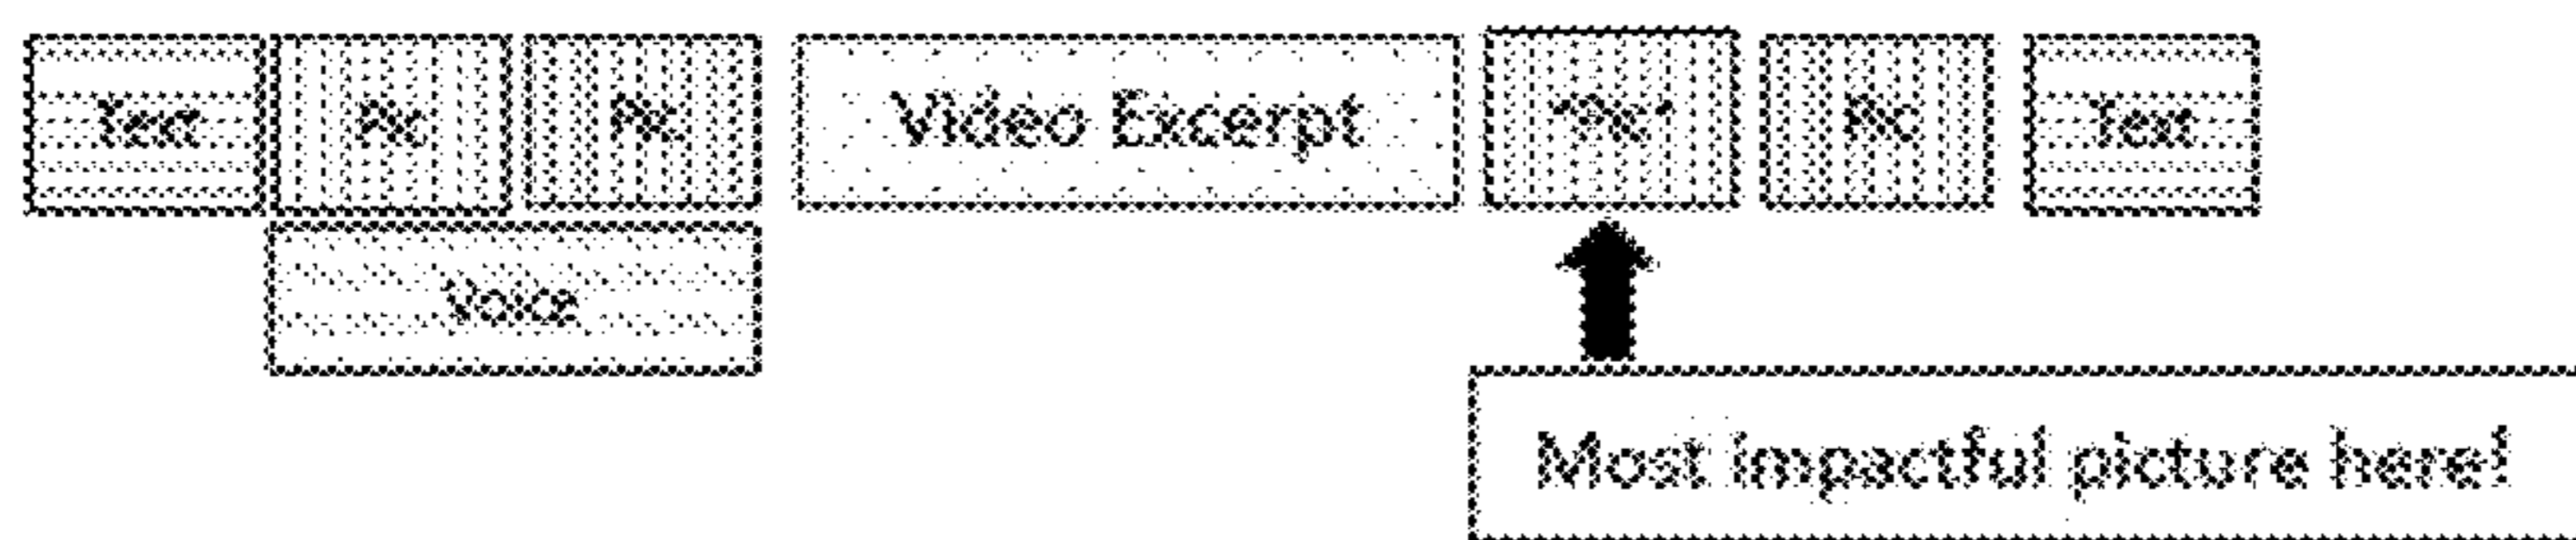 Text Pic Pic Video Excerpt "Pic" Pic Text
Voice
Most impactful picture here!